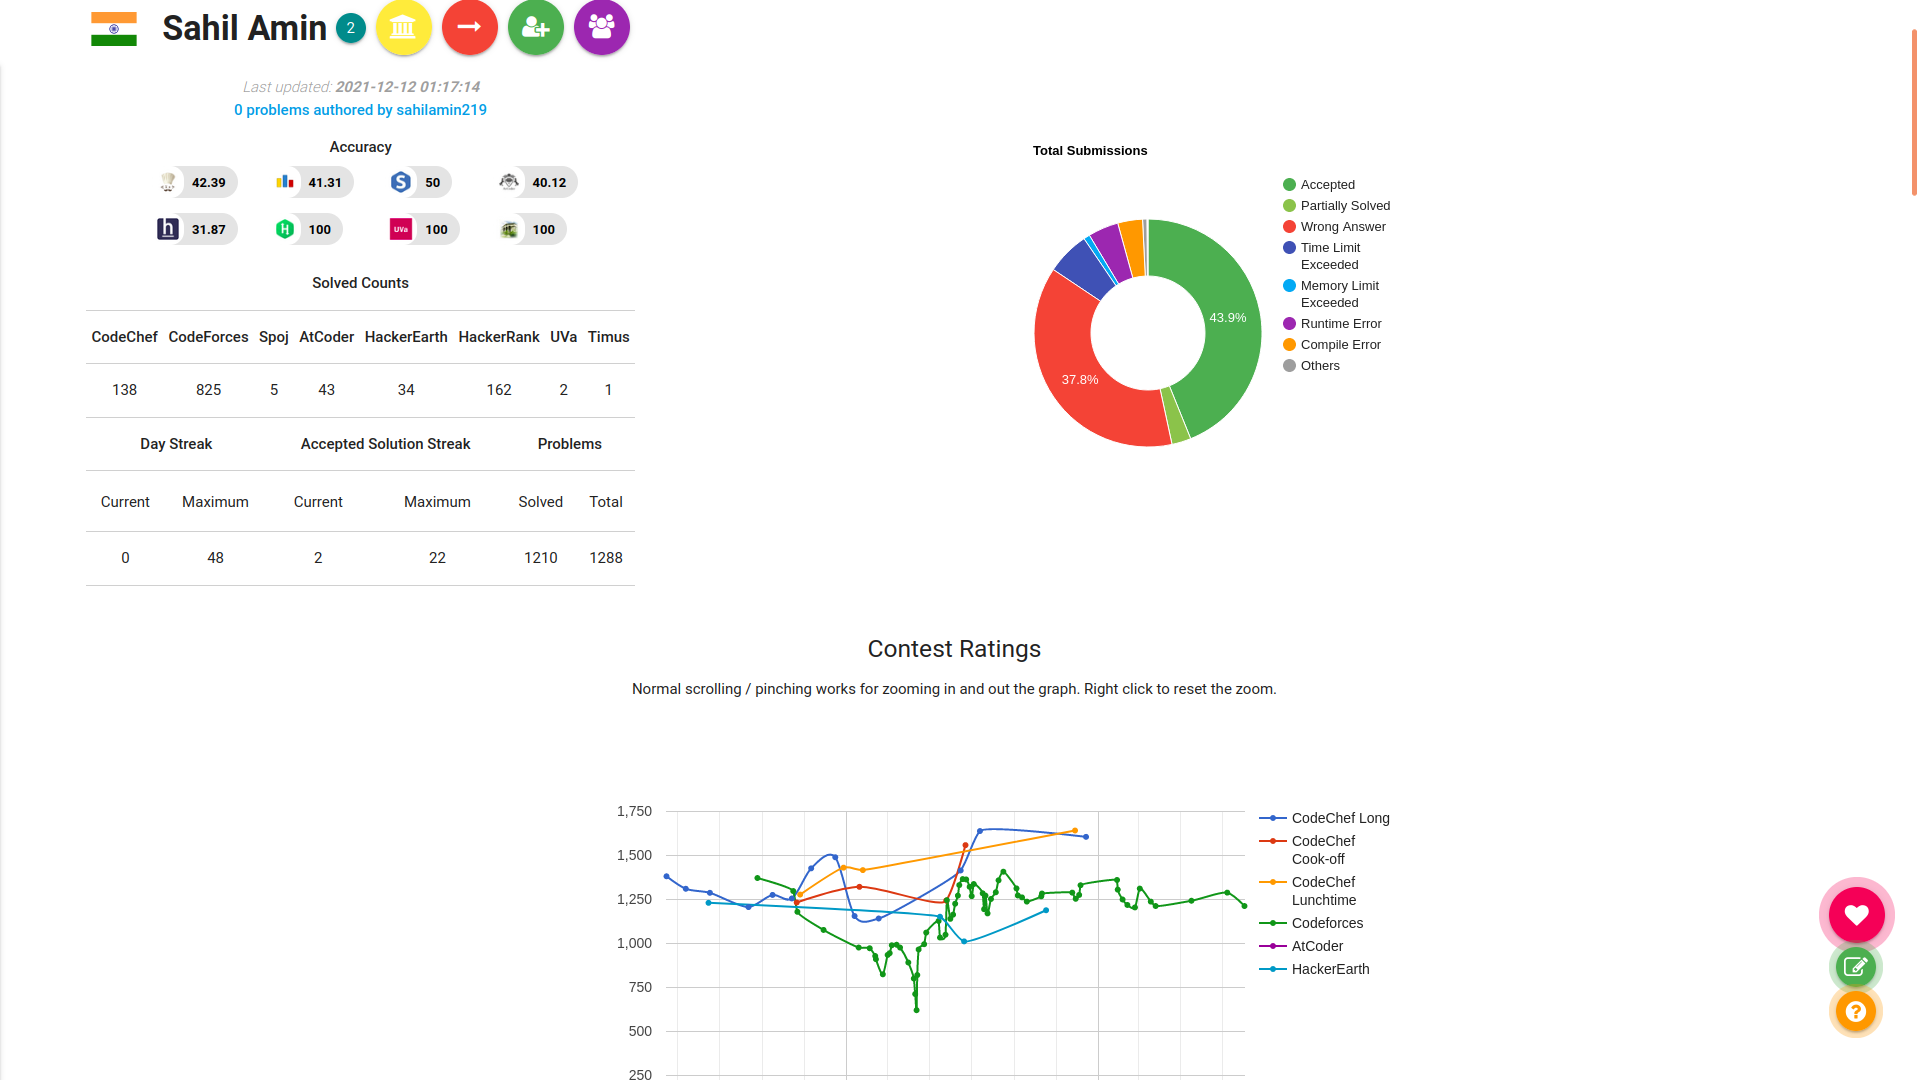 Sahil Amin 2
Last updated: 2021-12-12 01:17:14
0 problems authored by sahilamin219
Accuracy
42.39 41.31 50 40.12
h 31.87 H 100 UVa 100 100
Solved Counts
CodeChef CodeForces Spoj AtCoder HackerEarth HackerRank UVa Timus
138 825 5 43 34 162 2 1
Day Streak Accepted Solution Streak Problems
Current Maximum Current Maximum Solved Total
0 48 2 22 1210 1288
Total Submissions
43.9%
37.8%
Accepted
Partially Solved
Wrong Answer
Time Limit
Exceeded
Memory Limit
Exceeded
Runtime Error
Compile Error
Others
Contest Ratings
Normal scrolling / pinching works for zooming in and out the graph. Right click to reset the zoom.
1,750
1,500
1,250
1,000
750
500
250
CodeChef Long
CodeChef
Cook-off
CodeChef
Lunchtime
Codeforces
AtCoder
HackerEarth
?